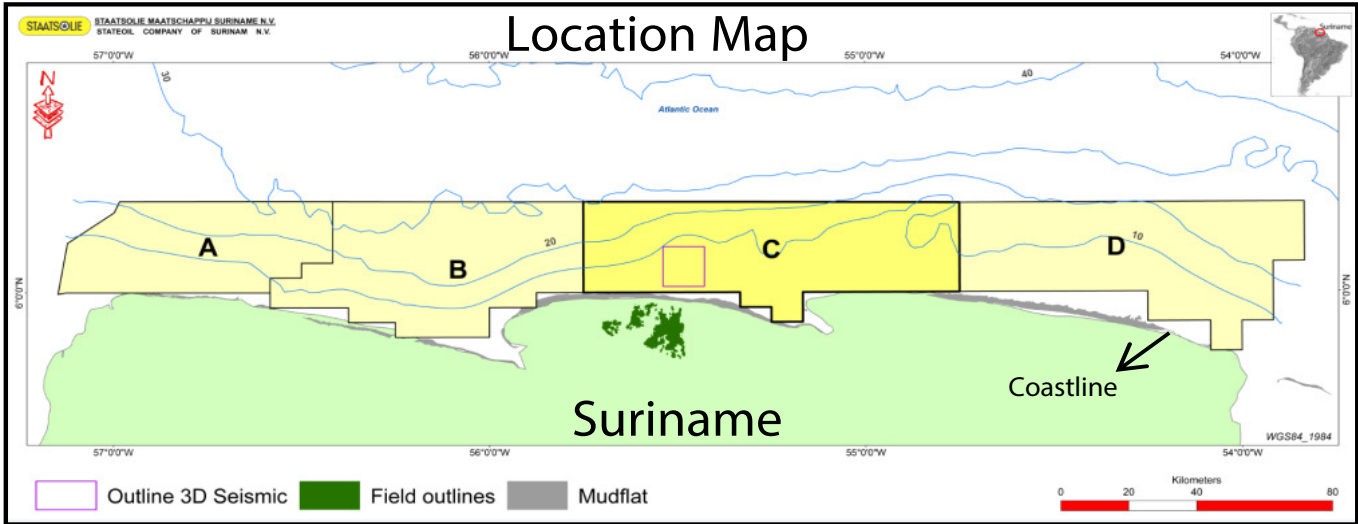 STAATSOLIE
STAATSOLIE MAATSCHAPPIJ SURINAME N.V.
STATEOIL COMPANY OF SURINAM N.V.
Location Map
Suriname
57°0'0"W
56°0'0"W
55°0'0"W
54°0'0"W
N
30
40
Atlantic Ocean
A
B
20
C
D
10
6°0'0"N
6°0'0"N
Coastline
Suriname
WGS84_1984
57°0'0"W
56°0'0"W
55°0'0"W
54°0'0"W
Outline 3D Seismic
Field outlines
Mudflat
Kilometers
0 20 40 80